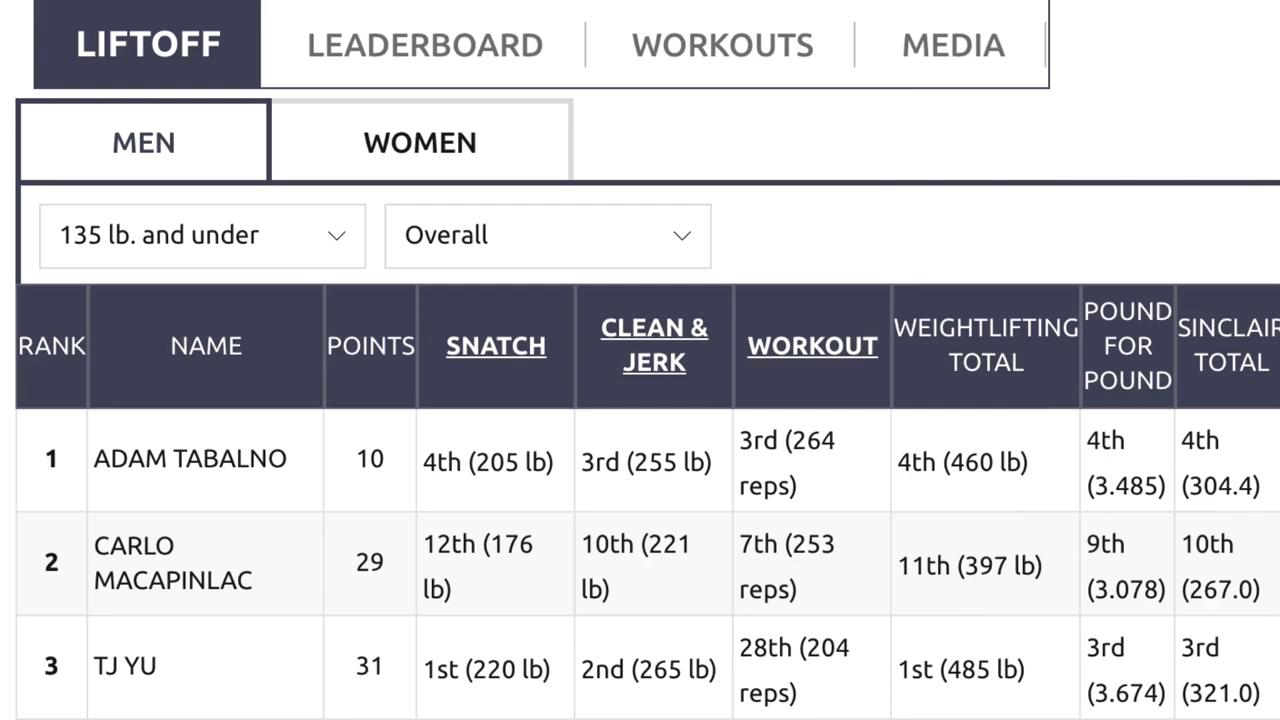 LIFTOFF LEADERBOARD WORKOUTS MEDIA
MEN WOMEN
135 lb. and under Overall
RANK NAME POINTS SNATCH CLEAN & JERK WORKOUT WEIGHTLIFTING TOTAL POUND FOR POUND SINCLAIR TOTAL
1 ADAM TABALNO 10 4th (205 lb) 3rd (255 lb) 3rd (264 reps) 4th (460 lb) 4th (3.485) 4th (304.4)
2 CARLO MACAPINLAC 29 12th (176 lb) 10th (221 lb) 7th (253 reps) 11th (397 lb) 9th (3.078) 10th (267.0)
3 TJ YU 31 1st (220 lb) 2nd (265 lb) 28th (204 reps) 1st (485 lb) 3rd (3.674) 3rd (321.0)